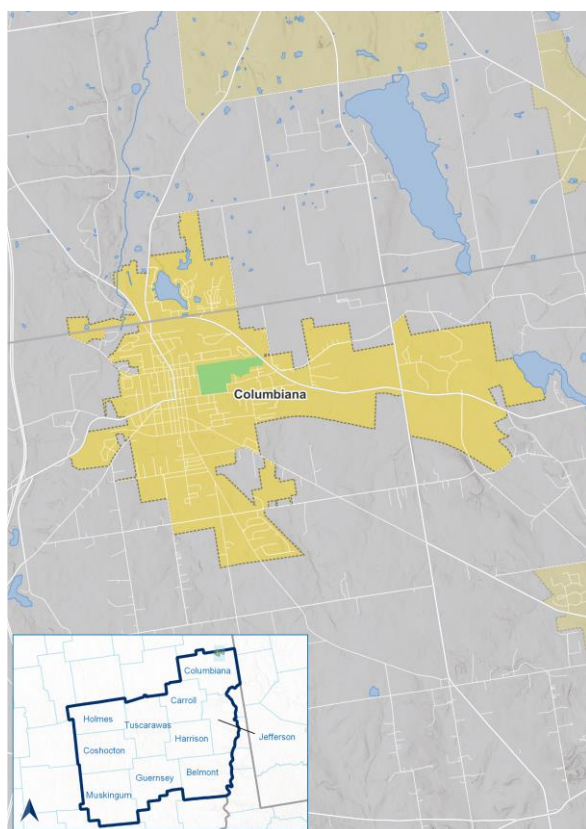 Columbiana
Columbiana
Carroll
Holmes
Tuscarawas
Harrison
Jefferson
Coshocton
Guernsey
Belmont
Muskingum